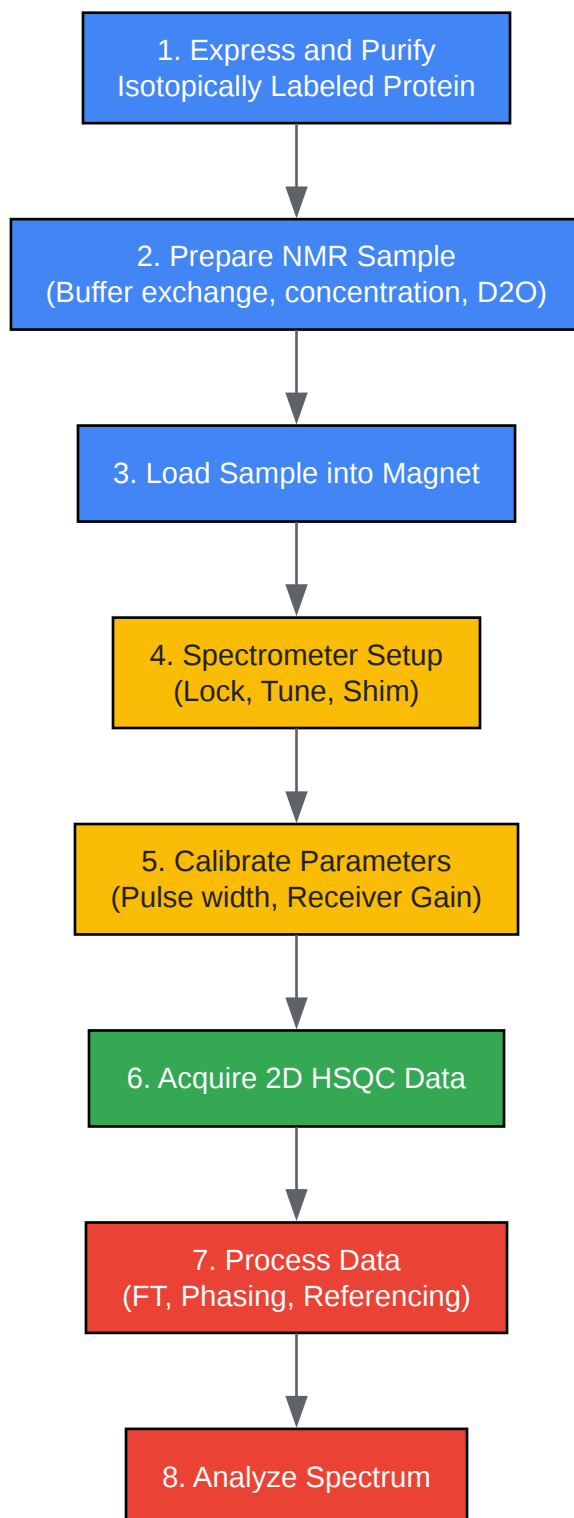 1. Express and Purify
Isotopically Labeled Protein
2. Prepare NMR Sample
(Buffer exchange, concentration, D2O)
3. Load Sample into Magnet
4. Spectrometer Setup
(Lock, Tune, Shim)
5. Calibrate Parameters
(Pulse width, Receiver Gain)
6. Acquire 2D HSQC Data
7. Process Data
(FT, Phasing, Referencing)
8. Analyze Spectrum